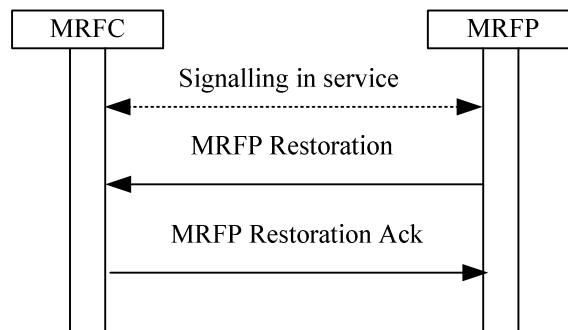 MRFC
MRFP
Signalling in service
MRFP Restoration
MRFP Restoration Ack